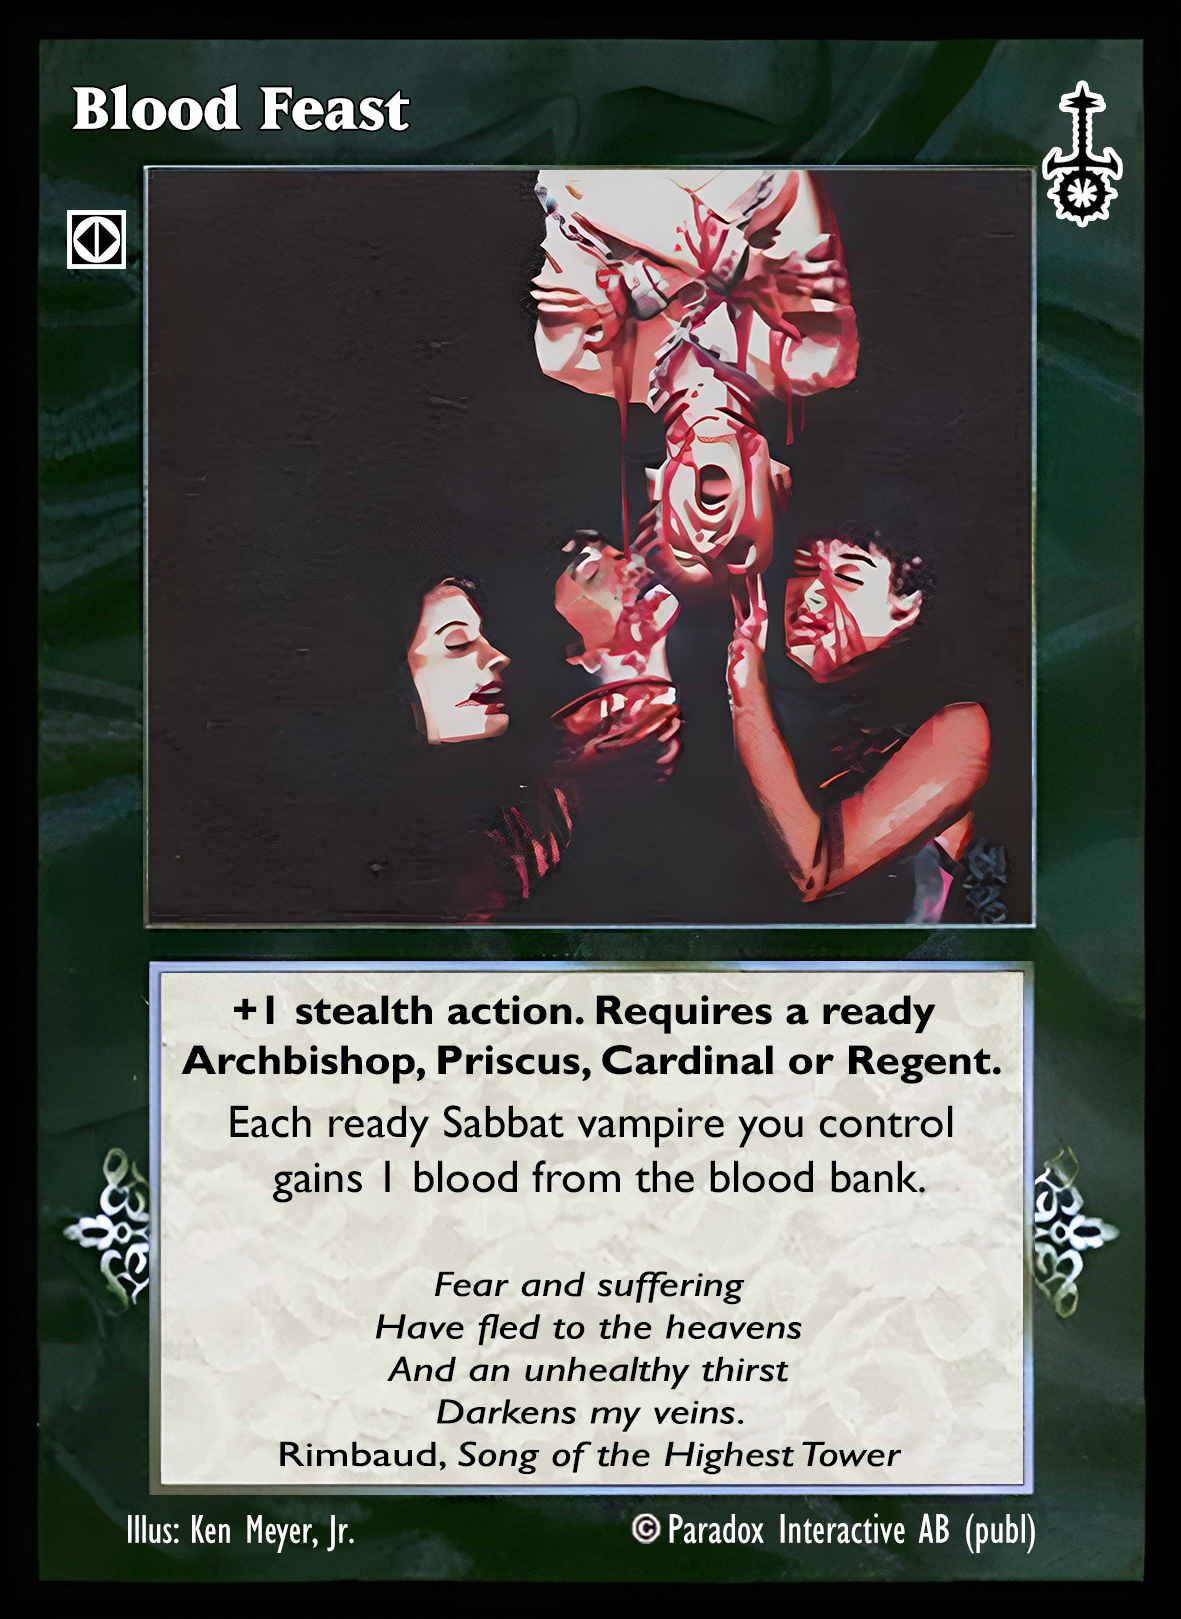 Blood Feast
+1 stealth action. Requires a ready
Archbishop, Priscus, Cardinal or Regent.
Each ready Sabbat vampire you control
gains 1 blood from the blood bank.
Fear and suffering
Have fled to the heavens
And an unhealthy thirst
Darkens my veins.
Rimbaud, Song of the Highest Tower
Illus: Ken Meyer, Jr.
© Paradox Interactive AB (publ)